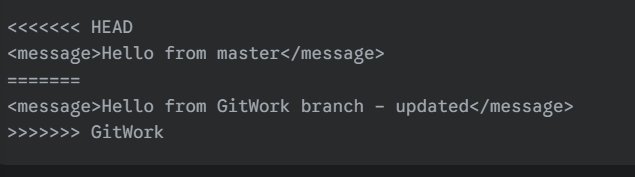 <<<<<<< HEAD
<message>Hello from master</message>
=======
<message>Hello from GitWork branch – updated</message>
>>>>>>> GitWork